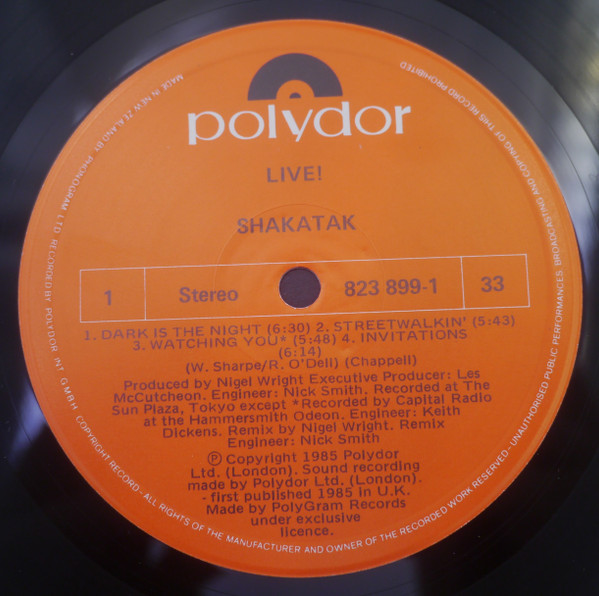 polydor
LIVE!
SHAKATAK
1 Stereo 823 899-1 33
1. DARK IS THE NIGHT (6:30) 2. STREETWALKIN' (5:43)
3. WATCHING YOU* (5:48) 4. INVITATIONS
(6:14)
(W. Sharpe/R. O'Dell) (Chappell)
Produced by Nigel Wright Executive Producer: Les
McCutcheon. Engineer: Nick Smith. Recorded at The
Sun Plaza, Tokyo except * Recorded by Capital Radio
at the Hammersmith Odeon. Engineer: Keith
Dickens. Remix by Nigel Wright. Remix
Engineer: Nick Smith
Ⓟ Copyright 1985 Polydor
Ltd. (London). Sound recording
made by Polydor Ltd. (London).
- first published 1985 in U.K.
Made by PolyGram Records
under exclusive
licence.
MADE IN NEW ZEALAND BY PHONOGRAM LTD. RECORDED BY POLYDOR INT. GMBH. COPYRIGHT RECORD - ALL RIGHTS OF THE MANUFACTURER AND OWNER OF THE RECORDED WORK RESERVED - UNAUTHORISED PUBLIC PERFORMANCES BROADCASTING AND COPYING OF THIS RECORD PROHIBITED